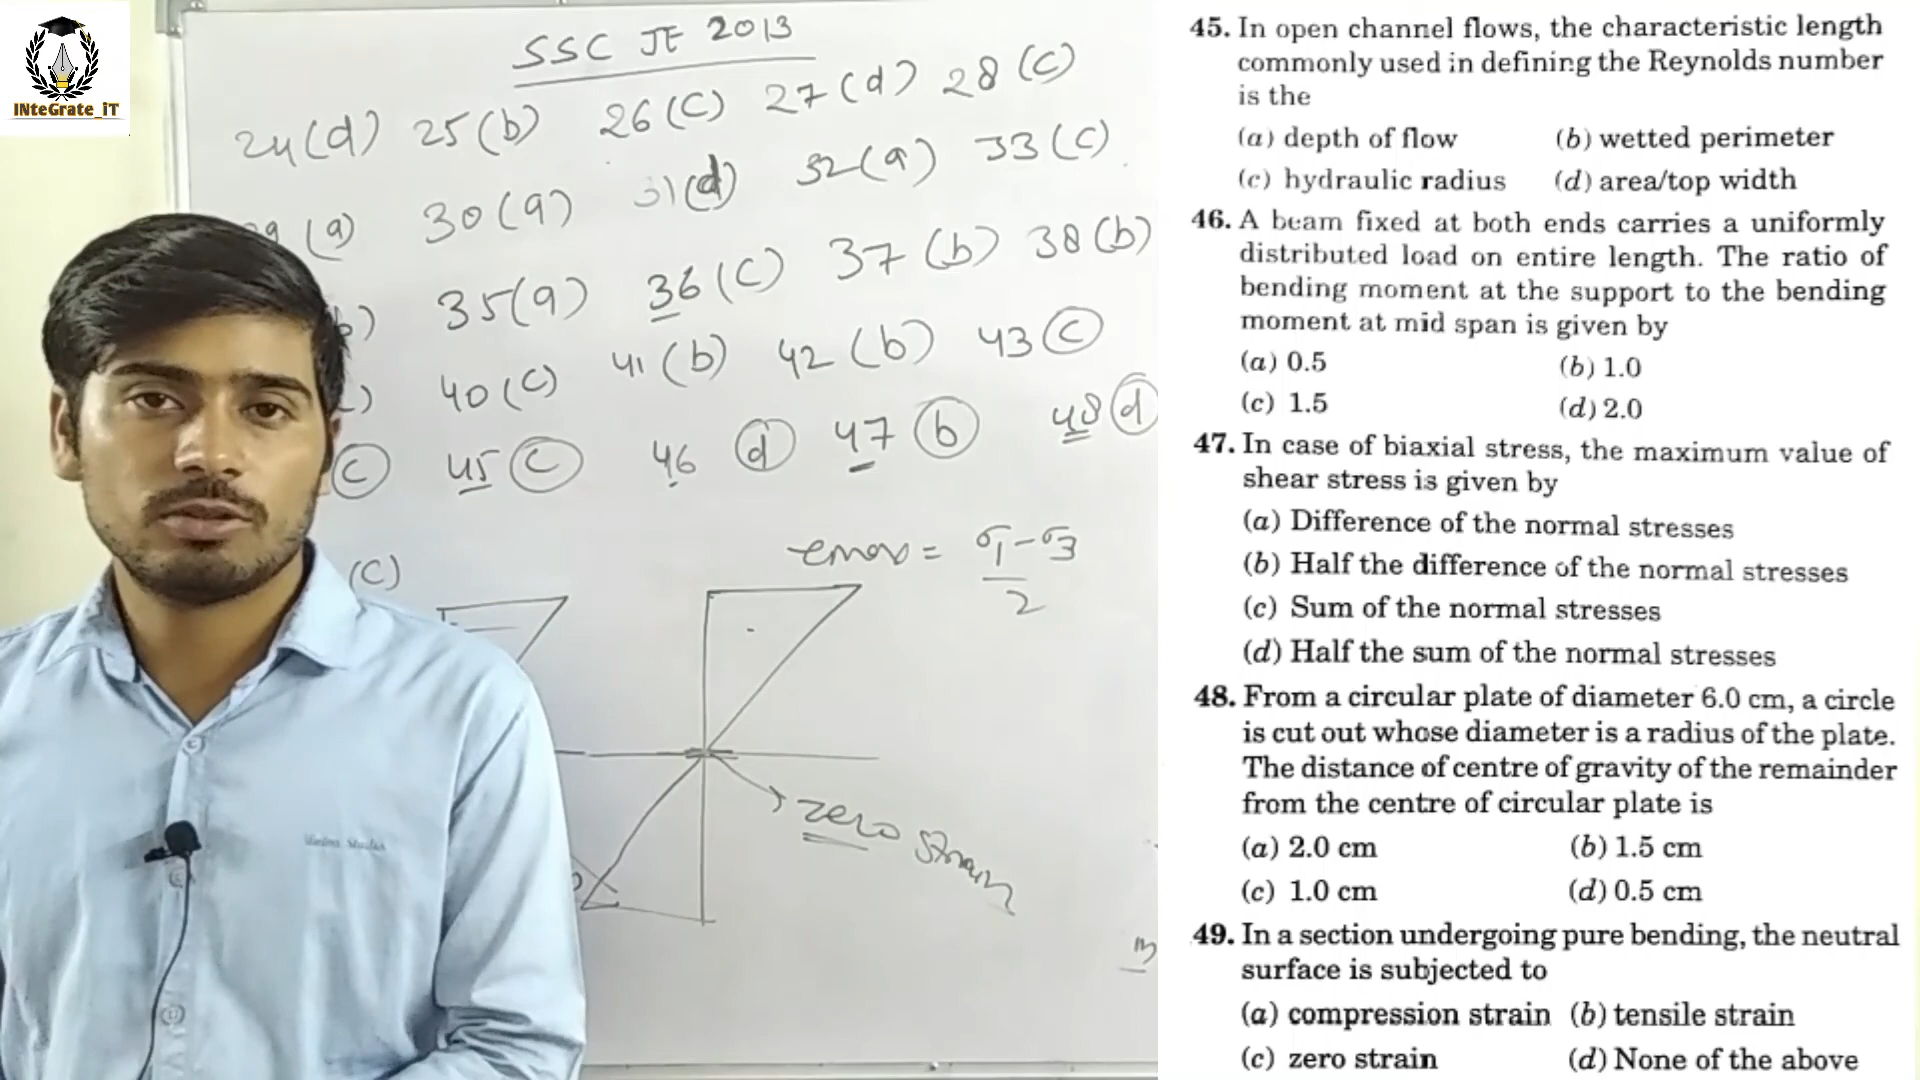 INteGrate_iT
SSC JE 2013
24(d) 25(b) 26(C) 27(d) 28(C)
(a) 30(a) 31(d) 32(a) 33(C)
35(a) 36(C) 37(b) 38(b)
40(C) 41(b) 42(b) 43 C
C 45 C 46 d 47 b 48 d
(C)
= σ1-σ3
2
zero strain
45. In open channel flows, the characteristic length
commonly used in defining the Reynolds number
is the
(a) depth of flow (b) wetted perimeter
(c) hydraulic radius (d) area/top width
46. A beam fixed at both ends carries a uniformly
distributed load on entire length. The ratio of
bending moment at the support to the bending
moment at mid span is given by
(a) 0.5 (b) 1.0
(c) 1.5 (d) 2.0
47. In case of biaxial stress, the maximum value of
shear stress is given by
(a) Difference of the normal stresses
(b) Half the difference of the normal stresses
(c) Sum of the normal stresses
(d) Half the sum of the normal stresses
48. From a circular plate of diameter 6.0 cm, a circle
is cut out whose diameter is a radius of the plate.
The distance of centre of gravity of the remainder
from the centre of circular plate is
(a) 2.0 cm (b) 1.5 cm
(c) 1.0 cm (d) 0.5 cm
49. In a section undergoing pure bending, the neutral
surface is subjected to
(a) compression strain (b) tensile strain
(c) zero strain (d) None of the above